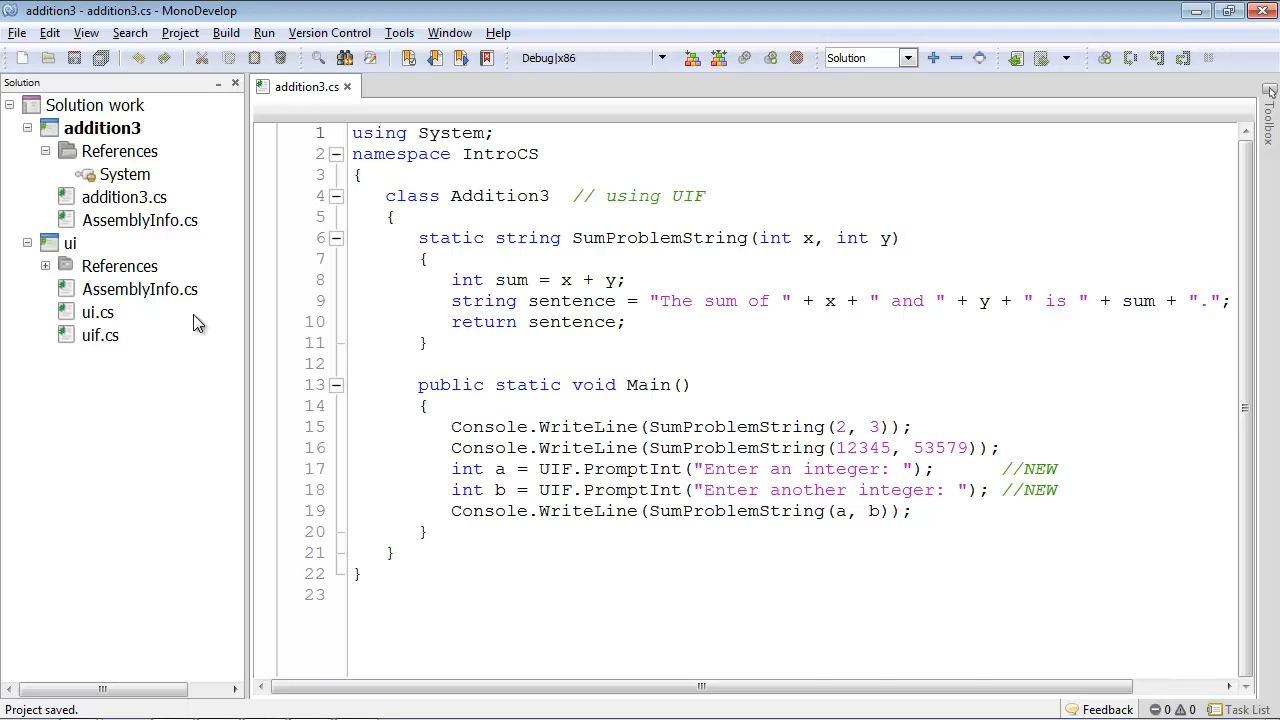 addition3 - addition3.cs - MonoDevelop
File Edit View Search Project Build Run Version Control Tools Window Help
Debug|x86 Solution
Solution
addition3.cs
Toolbox
Solution work
addition3
References
System
addition3.cs
AssemblyInfo.cs
ui
References
AssemblyInfo.cs
ui.cs
uif.cs
1 using System;
2 namespace IntroCS
3 {
4 class Addition3 // using UIF
5 {
6 static string SumProblemString(int x, int y)
7 {
8 int sum = x + y;
9 string sentence = "The sum of " + x + " and " + y + " is " + sum + ".";
10 return sentence;
11 }
12
13 public static void Main()
14 {
15 Console.WriteLine(SumProblemString(2, 3));
16 Console.WriteLine(SumProblemString(12345, 53579));
17 int a = UIF.PromptInt("Enter an integer: "); //NEW
18 int b = UIF.PromptInt("Enter another integer: "); //NEW
19 Console.WriteLine(SumProblemString(a, b));
20 }
21 }
22 }
23
Project saved.
Feedback 0 0 Task List